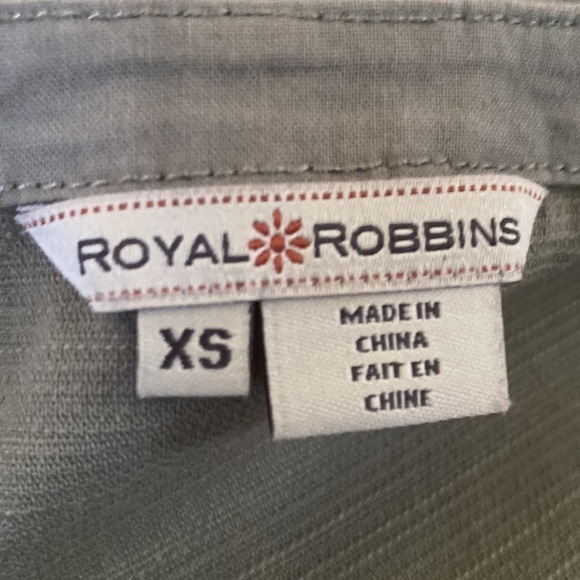 ROYAL ROBBINS
XS
MADE IN
CHINA
FAIT EN
CHINE